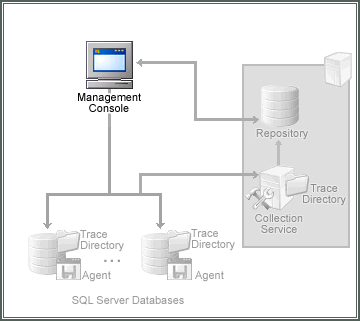 Management
Console
Repository
Trace
Directory
Collection
Service
Trace
Directory
...
Agent
Trace
Directory
Agent
SQL Server Databases